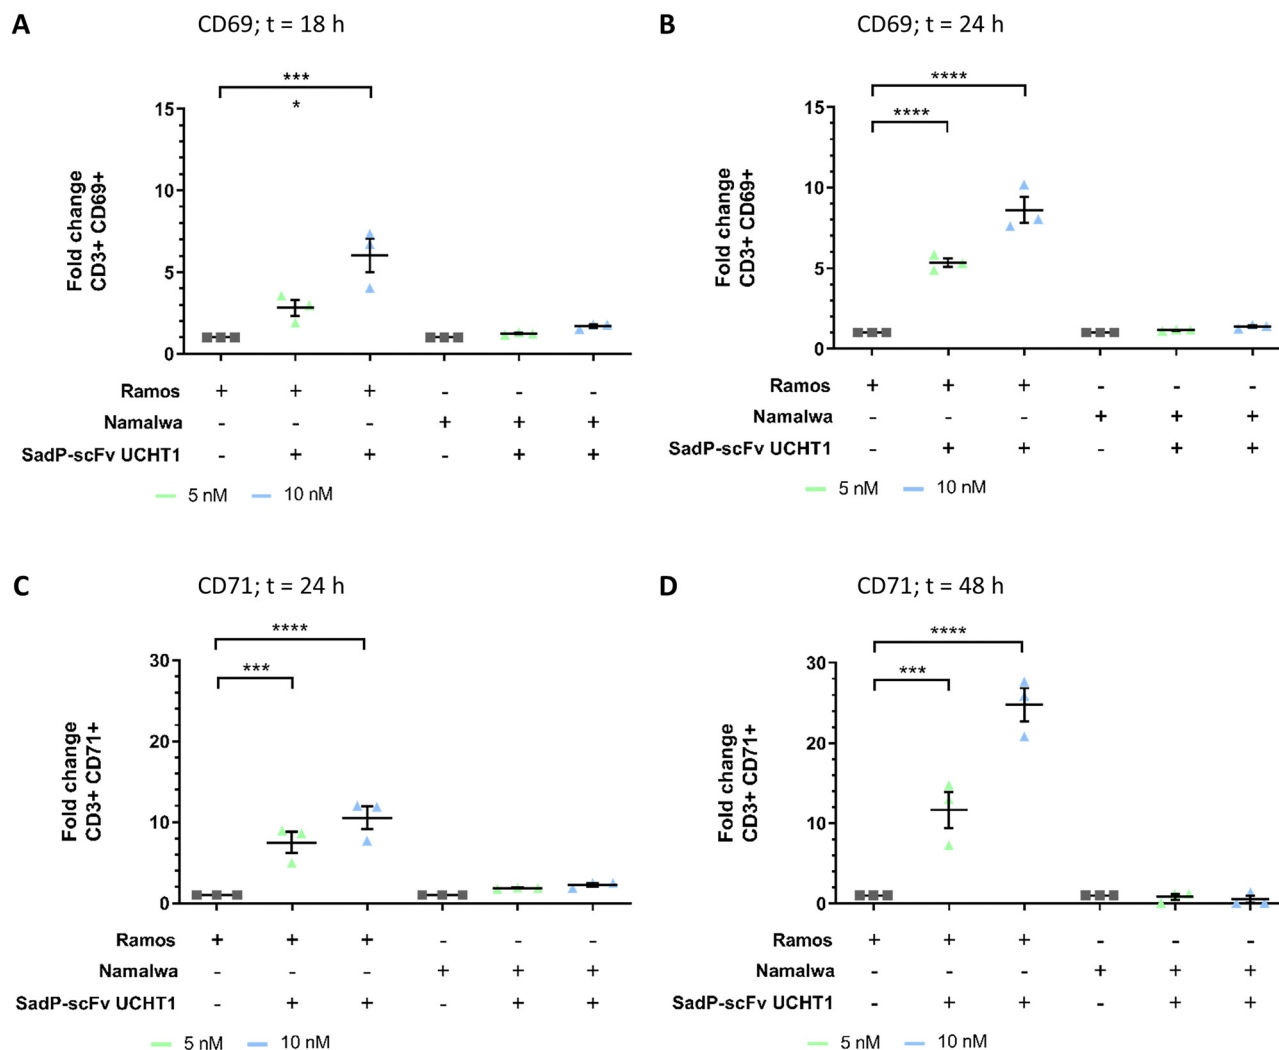 A
CD69; t = 18 h
***
*
Fold change
CD3+ CD69+
15
10
5
0
Ramos + + + - - -
Namalwa - - - + + +
SadP-scFv UCHT1 - + + - + +
5 nM 10 nM
B
CD69; t = 24 h
****
****
Fold change
CD3+ CD69+
15
10
5
0
Ramos + + + - - -
Namalwa - - - + + +
SadP-scFv UCHT1 - + + - + +
5 nM 10 nM
C
CD71; t = 24 h
****
***
Fold change
CD3+ CD71+
30
20
10
0
Ramos + + + - - -
Namalwa - - - + + +
SadP-scFv UCHT1 - + + - + +
5 nM 10 nM
D
CD71; t = 48 h
****
***
Fold change
CD3+ CD71+
30
20
10
0
Ramos + + + - - -
Namalwa - - - + + +
SadP-scFv UCHT1 - + + - + +
5 nM 10 nM